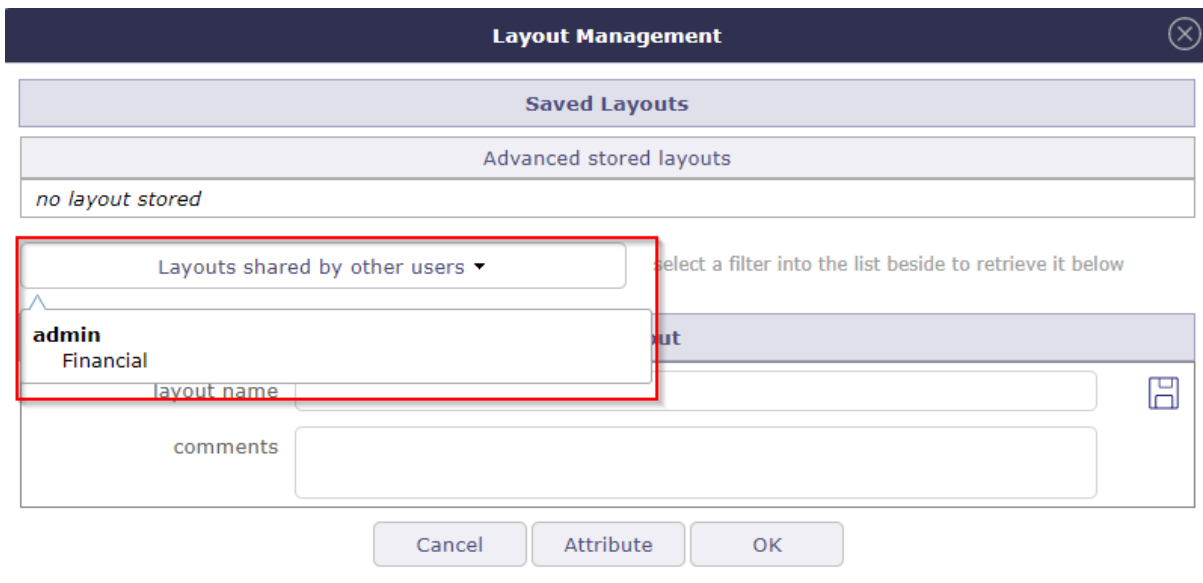 Layout Management
Saved Layouts
Advanced stored layouts
no layout stored
Layouts shared by other users
select a filter into the list beside to retrieve it below
admin
Financial
out
layout name
comments
Cancel
Attribute
OK